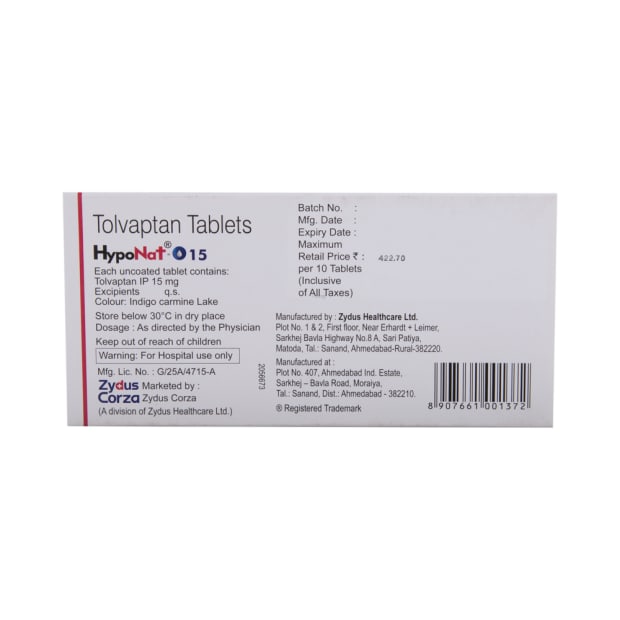 Tolvaptan Tablets
HypoNat®-O 15
Each uncoated tablet contains:
Tolvaptan IP 15 mg
Excipients q.s.
Colour: Indigo carmine Lake
Store below 30°C in dry place
Dosage : As directed by the Physician
Keep out of reach of children
Warning: For Hospital use only
Mfg. Lic. No. : G/25A/4715-A
Zydus Marketed by :
Corza Zydus Corza
(A division of Zydus Healthcare Ltd.)
2056673
Batch No. :
Mfg. Date :
Expiry Date :
Maximum
Retail Price ₹ : 422.70
per 10 Tablets
(Inclusive
of All Taxes)
Manufactured by : Zydus Healthcare Ltd.
Plot No. 1 & 2, First floor, Near Erhardt + Leimer,
Sarkhej Bavla Highway No.8 A, Sari Patiya,
Matoda, Tal.: Sanand, Ahmedabad-Rural-382220.
Manufactured at :
Plot No. 407, Ahmedabad Ind. Estate,
Sarkhej – Bavla Road, Moraiya,
Tal.: Sanand, Dist.: Ahmedabad - 382210.
® Registered Trademark
8 907661 001372